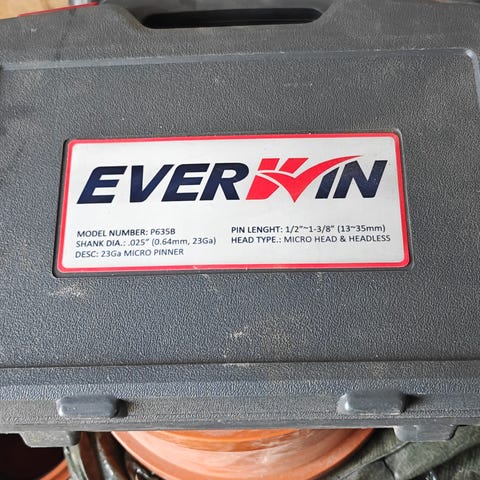 EVERWIN
MODEL NUMBER: P635B
SHANK DIA.: .025" (0.64mm, 23Ga)
DESC: 23Ga MICRO PINNER
PIN LENGHT: 1/2"~1-3/8" (13~35mm)
HEAD TYPE.: MICRO HEAD & HEADLESS